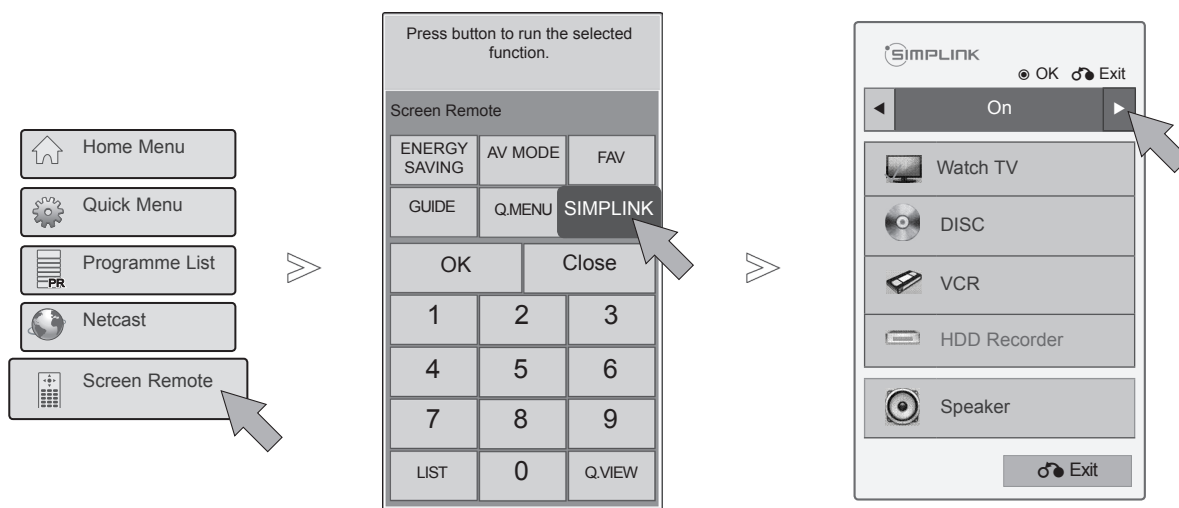 Home Menu
Quick Menu
PR
Programme List
Netcast
Screen Remote
Press button to run the selected
function.
Screen Remote
ENERGY
SAVING
AV MODE
FAV
GUIDE
Q.MENU
SIMPLINK
OK
Close
1
2
3
4
5
6
7
8
9
LIST
0
Q.VIEW
SIMPLINK
OK
Exit
On
Watch TV
DISC
VCR
HDD Recorder
Speaker
Exit